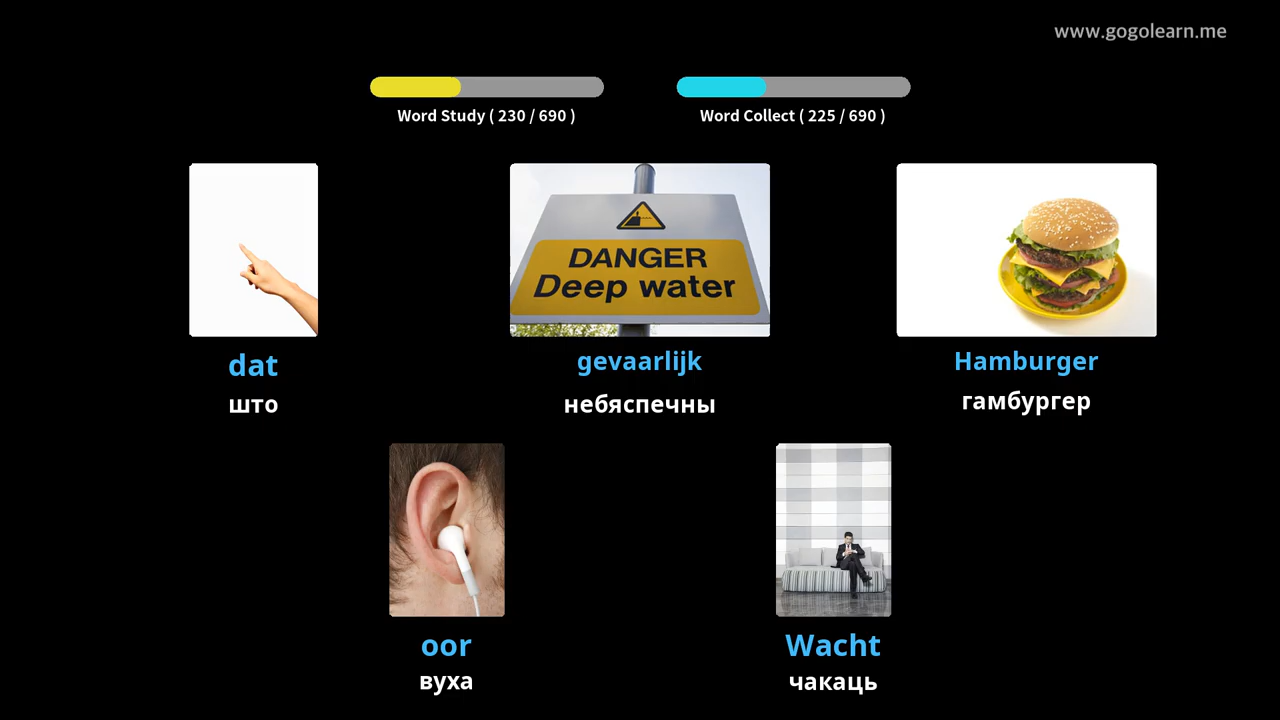 www.gogolearn.me
Word Study ( 230 / 690 )
Word Collect ( 225 / 690 )
DANGER
Deep water
dat
што
gevaarlijk
небяспечны
Hamburger
гамбургер
oor
вуха
Wacht
чакаць